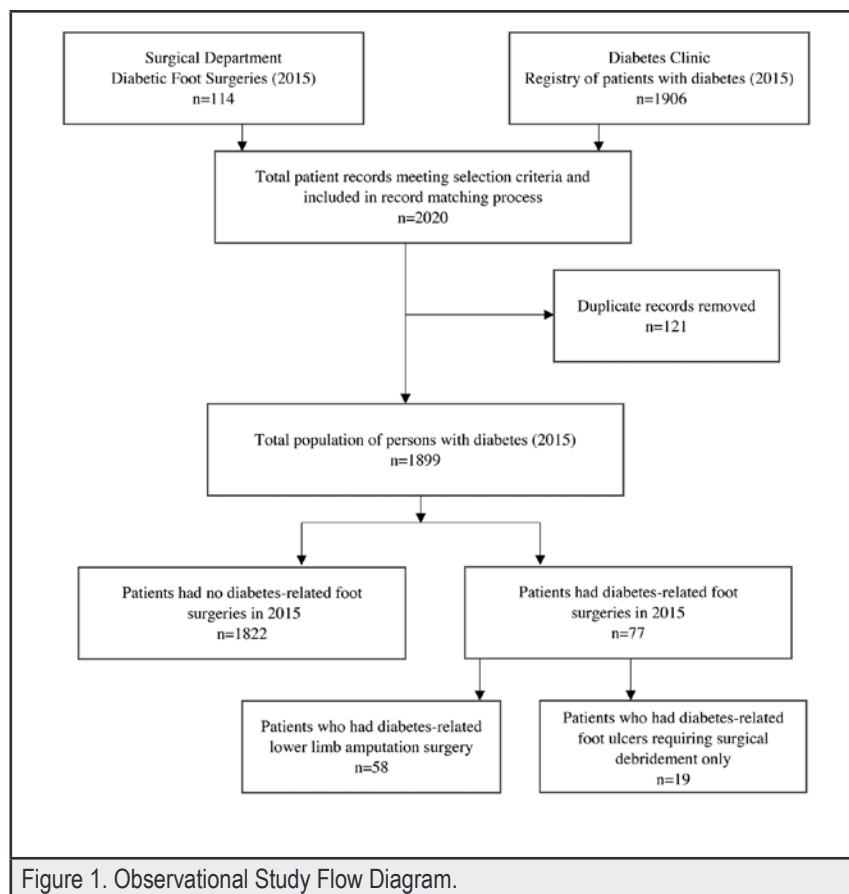 Surgical Department
Diabetic Foot Surgeries (2015)
n=114
Diabetes Clinic
Registry of patients with diabetes (2015)
n=1906
Total patient records meeting selection criteria and
included in record matching process
n=2020
Duplicate records removed
n=121
Total population of persons with diabetes (2015)
n=1899
Patients had no diabetes-related foot
surgeries in 2015
n=1822
Patients had diabetes-related foot
surgeries in 2015
n=77
Patients who had diabetes-related
lower limb amputation surgery
n=58
Patients who had diabetes-related
foot ulcers requiring surgical
debridement only
n=19
Figure 1. Observational Study Flow Diagram.